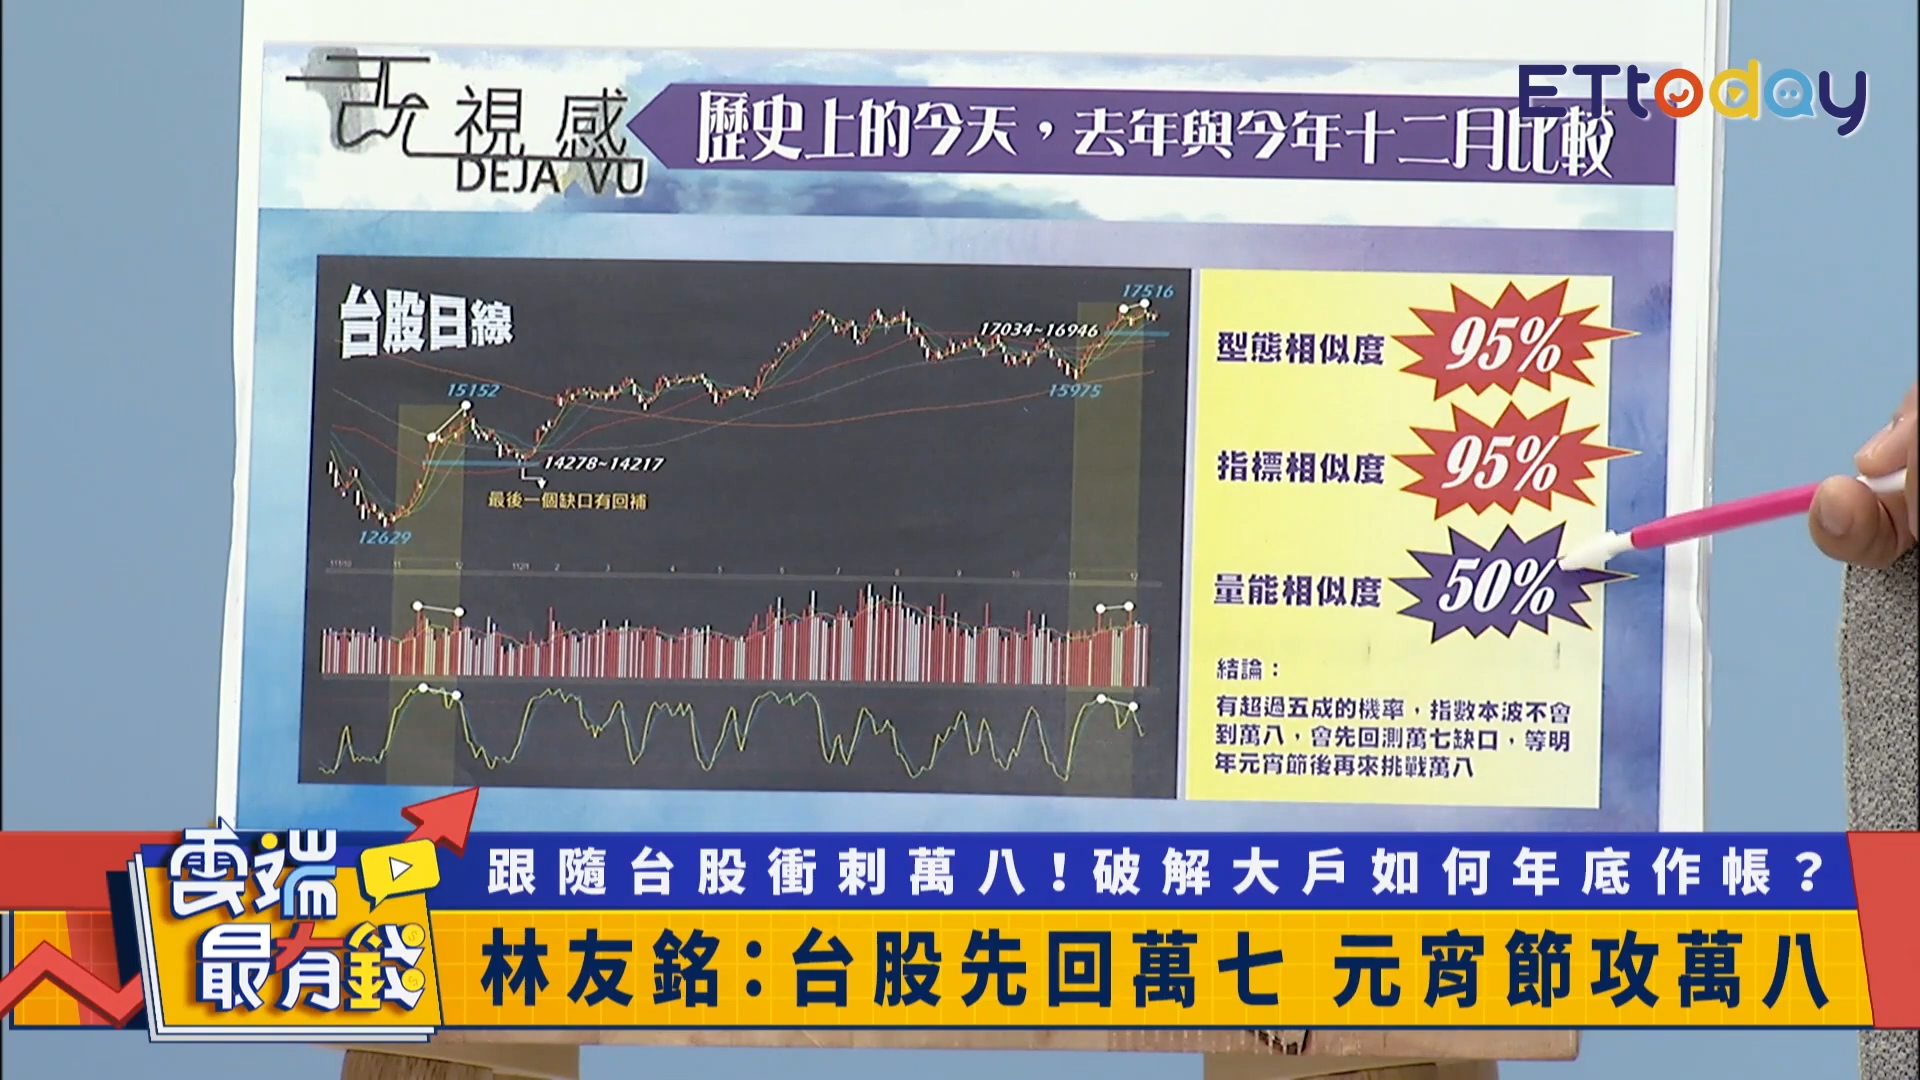 ETtoday
既視感
DEJA VU
歷史上的今天，去年與今年十二月比較
台股日線
17516
17034~16946
15152
15975
14278~14217
最後一個缺口有回補
12629
型態相似度 95%
指標相似度 95%
量能相似度 50%
結論：
有超過五成的機率，指數本波不會
到萬八，會先回測萬七缺口，等明
年元宵節後再來挑戰萬八
雲端
最有錢
跟隨台股衝刺萬八！破解大戶如何年底作帳？
林友銘：台股先回萬七 元宵節攻萬八